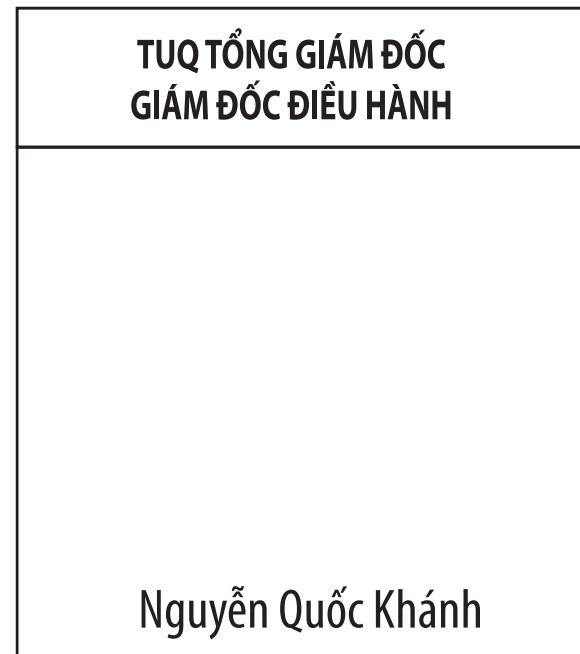 TUQ TỔNG GIÁM ĐỐC
GIÁM ĐỐC ĐIỀU HÀNH
Nguyễn Quốc Khánh